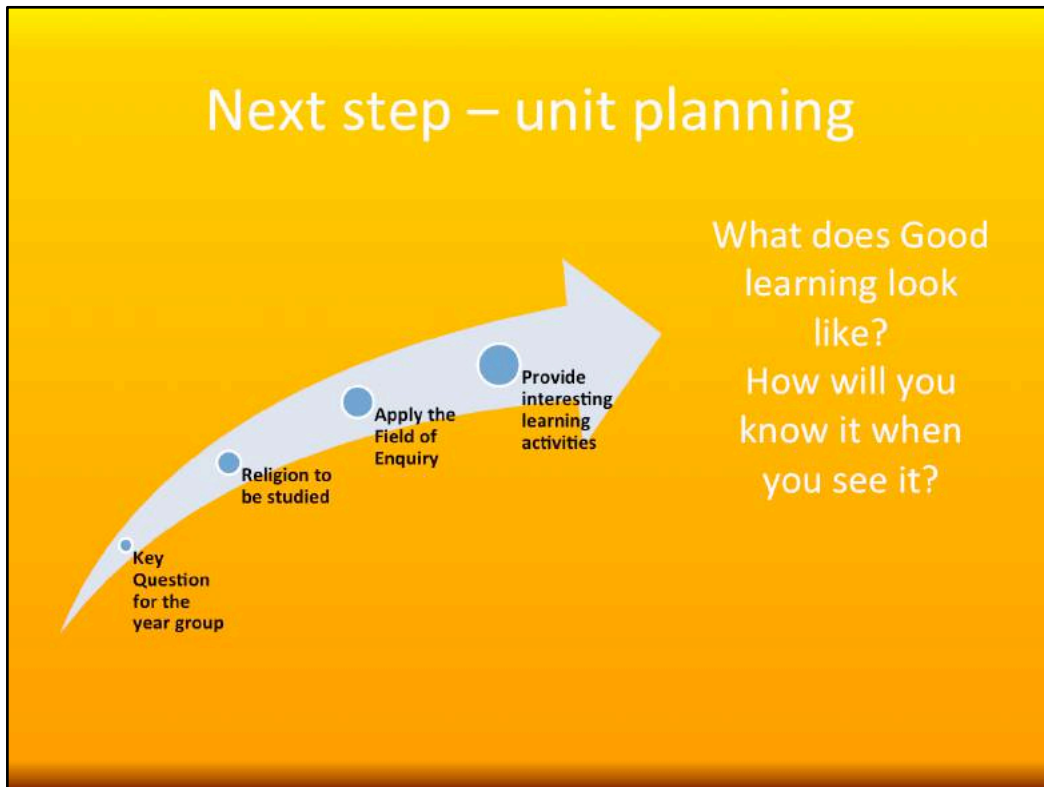 Next step – unit planning
What does Good
learning look
like?
How will you
know it when
you see it?
Provide
interesting
learning
activities
Apply the
Field of
Enquiry
Religion to
be studied
Key
Question
for the
year group